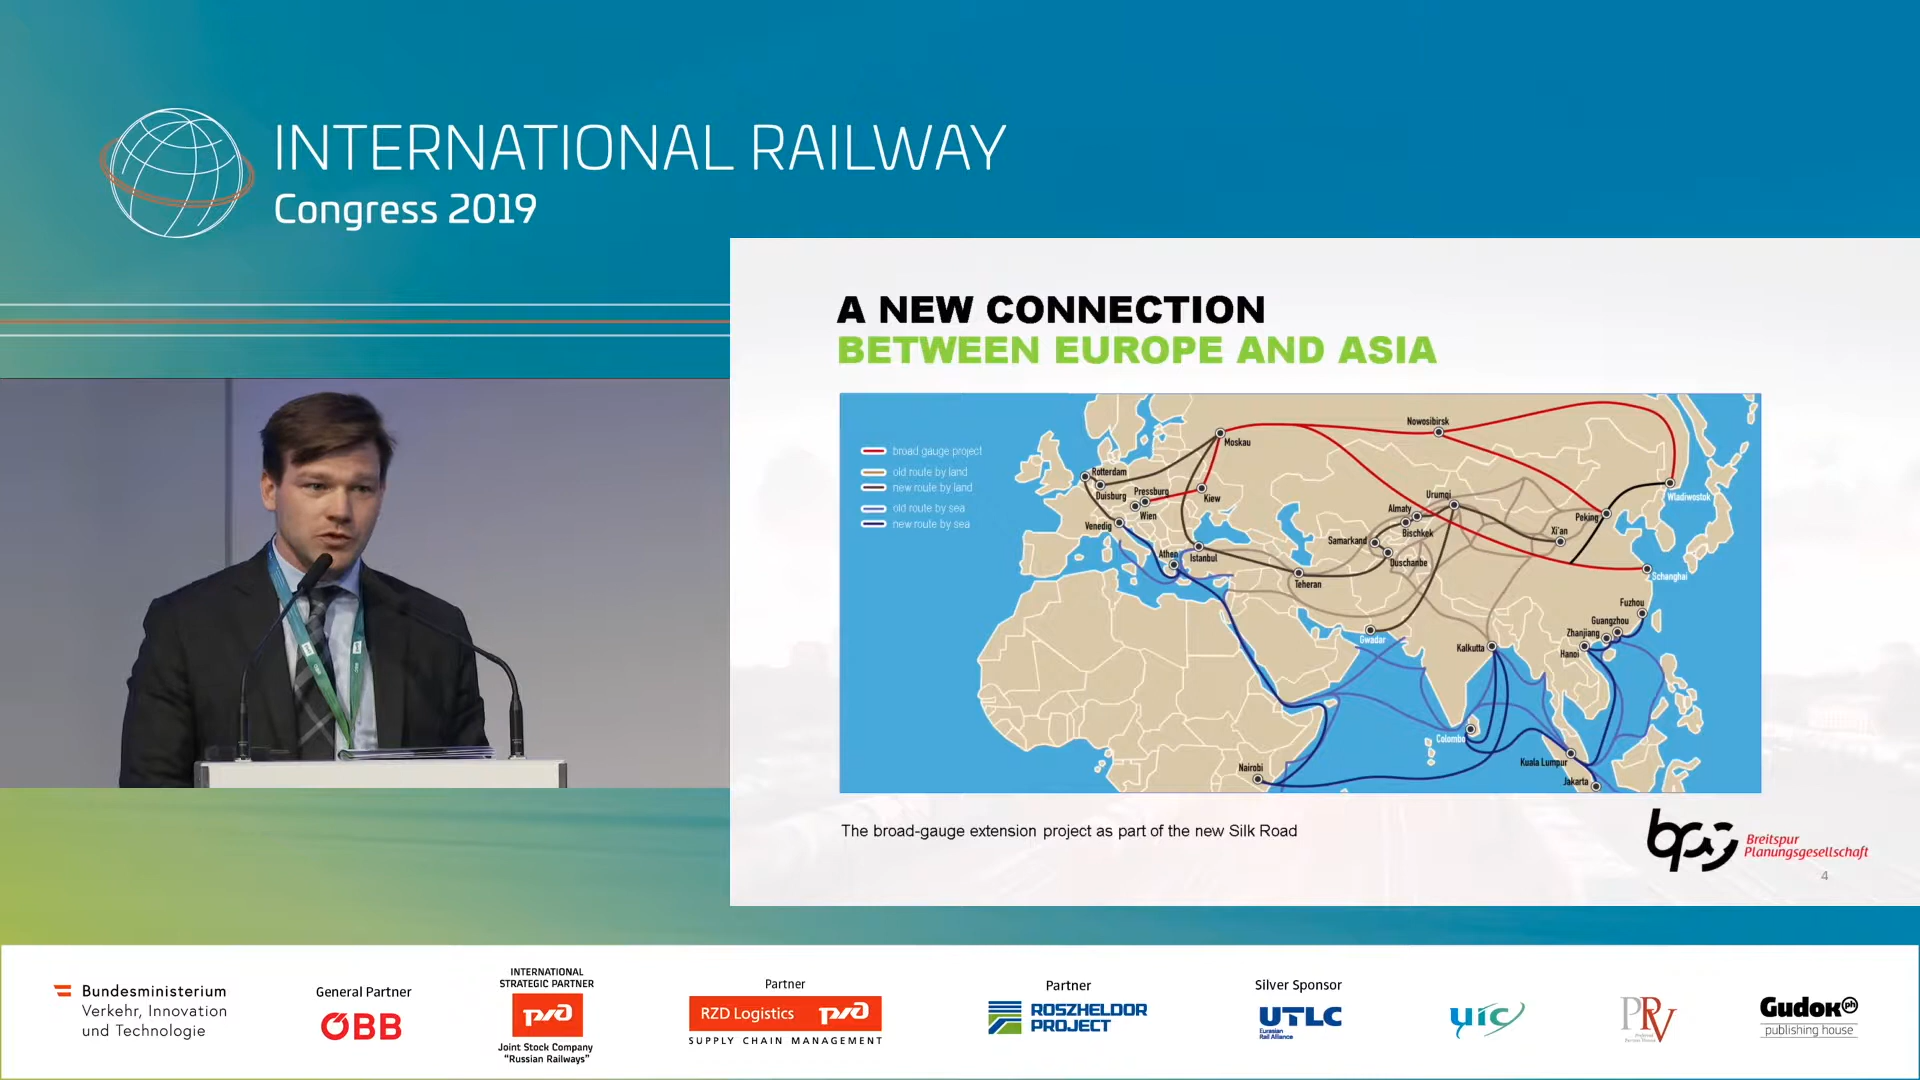 INTERNATIONAL RAILWAY
Congress 2019
A NEW CONNECTION
BETWEEN EUROPE AND ASIA
broad gauge project
old route by land
new route by land
old route by sea
new route by sea
Moskau
Nowosibirsk
Rotterdam
Duisburg
Pressburg
Kiew
Wien
Venedig
Athen
Istanbul
Urumqi
Almaty
Bischkek
Samarkand
Duschanbe
Teheran
Peking
Xi'an
Wladiwostok
Schanghai
Gwadar
Kalkutta
Fuzhou
Guangzhou
Zhanjiang
Hanoi
Colombo
Kuala Lumpur
Jakarta
Nairobi
The broad-gauge extension project as part of the new Silk Road
bpg Breitspur
Planungsgesellschaft
4
Bundesministerium
Verkehr, Innovation
und Technologie
General Partner
ÖBB
INTERNATIONAL
STRATEGIC PARTNER
ржд
Joint Stock Company
"Russian Railways"
Partner
RZD Logistics ржд
SUPPLY CHAIN MANAGEMENT
Partner
ROSZHELDOR
PROJECT
Silver Sponsor
UTLC
Eurasian
Rail Alliance
uic
PRV
Gudok ph
publishing house